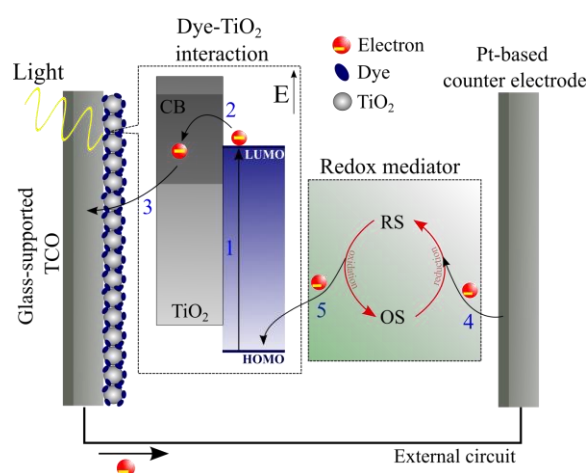 Dye-TiO₂
interaction
Electron
Dye
TiO₂
Pt-based
counter electrode
Light
E
CB
2
LUMO
Redox mediator
3
1
RS
oxidation
reduction
OS
5
4
TiO₂
HOMO
Glass-supported
TCO
External circuit